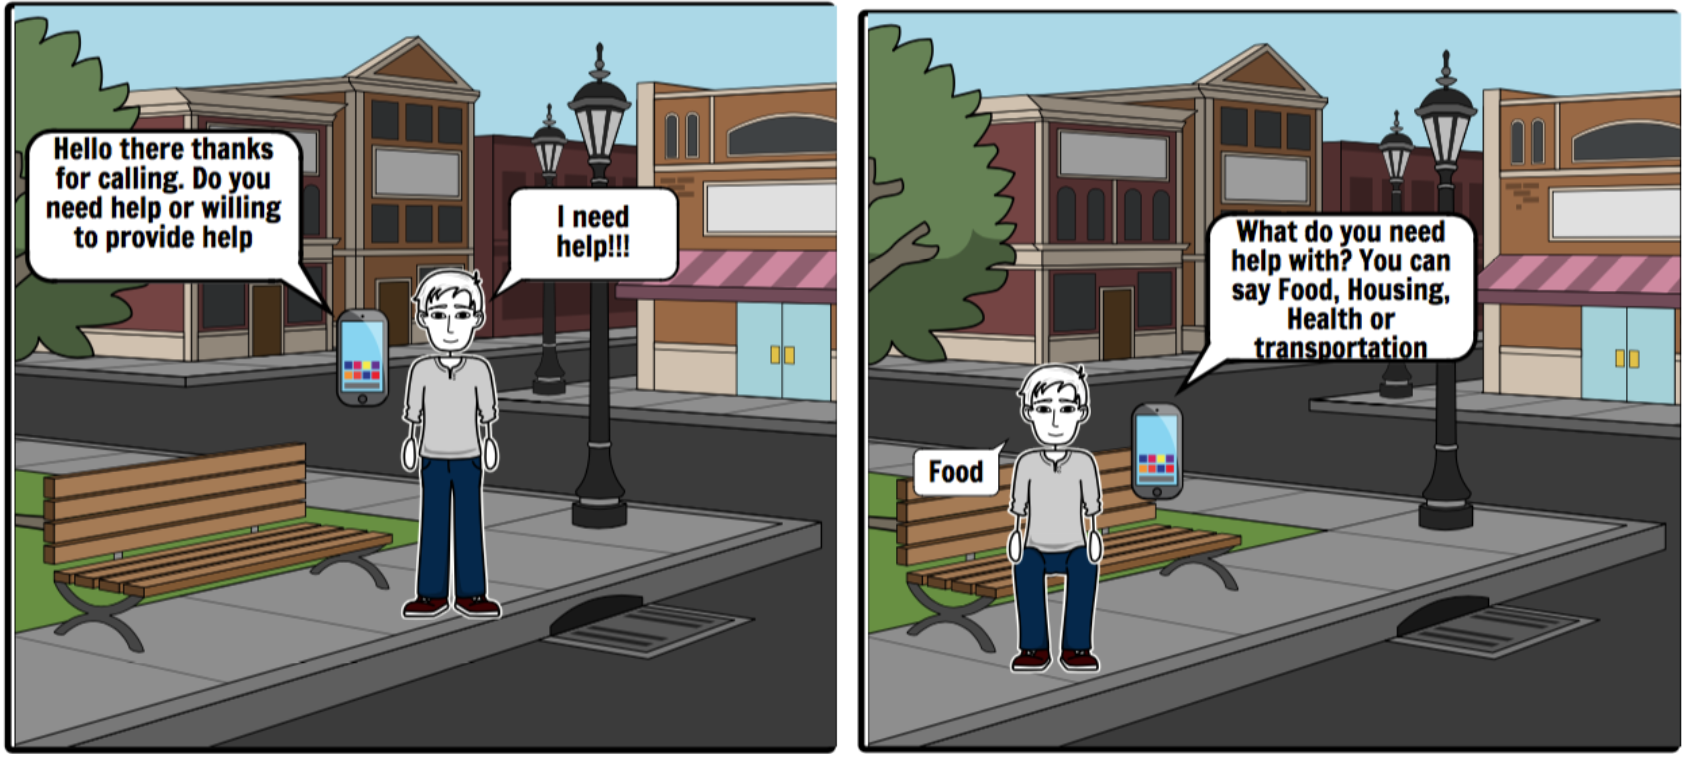 Hello there thanks
for calling. Do you
need help or willing
to provide help
I need
help!!!
What do you need
help with? You can
say Food, Housing,
Health or
transportation
Food